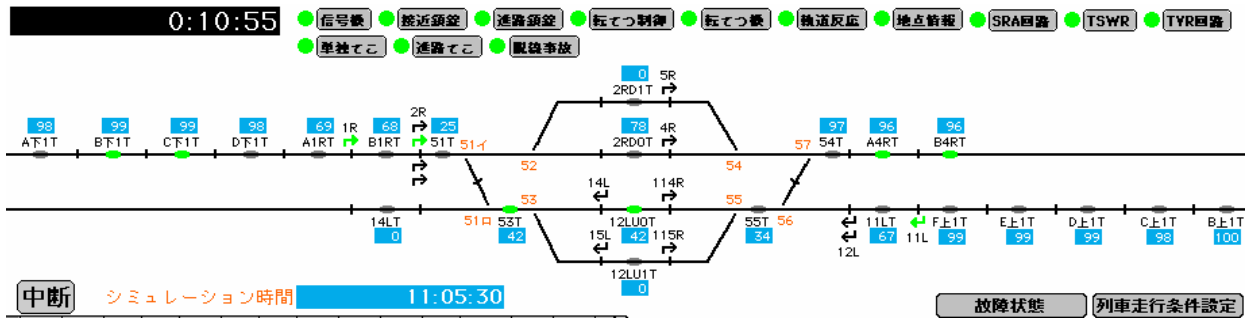 0:10:55 信号機 接近鎖錠 進路鎖錠 転てつ制御 転てつ機 軌道反応 地点情報 SRA回路 TSWR TYR回路
単独てこ 進路てこ 脱線事故
0 5R
2RD1T
2R
98 99 99 98 69 1R 68 25 78 4R 97 96 96
A下1T B下1T C下1T D下1T A1RT B1RT 51T 51イ 2RD0T 57 54T A4RT B4RT
52 54
14L 114R
53 55
14LT 51ロ 53T 12LU0T 55T 56 11LT 11L F上1T E上1T D上1T C上1T B上1T
0 42 15L 42 115R 34 12L 67 99 99 99 98 100
12LU1T
0
中断 シミュレーション時間 11:05:30 故障状態 列車走行条件設定